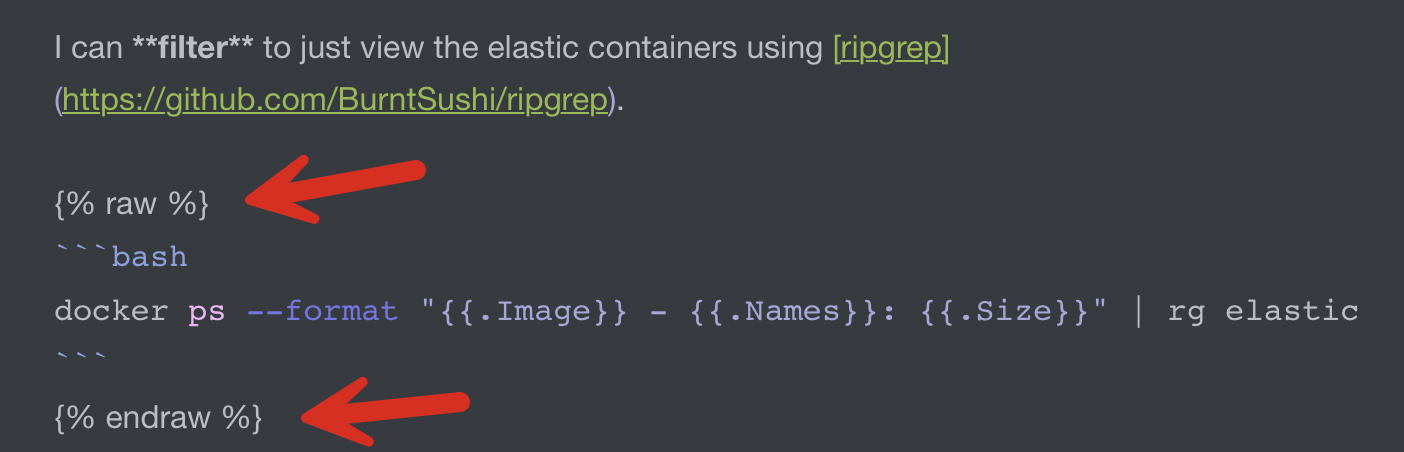 I can **filter** to just view the elastic containers using [ripgrep]
(https://github.com/BurntSushi/ripgrep).
{% raw %}
```bash
docker ps --format "{{.Image}} - {{.Names}}: {{.Size}}" | rg elastic
```
{% endraw %}